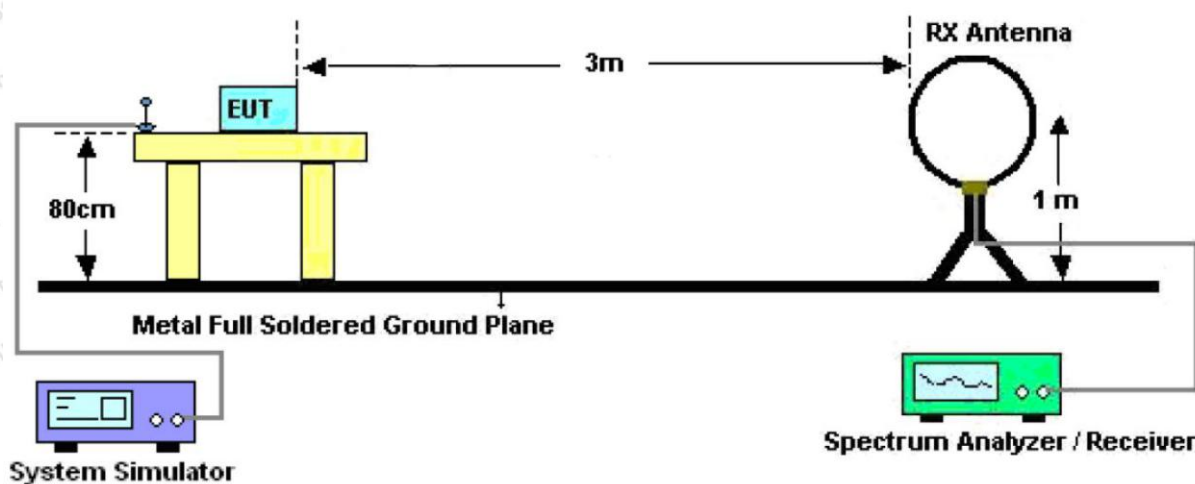 RX Antenna
3m
EUT
80cm
1 m
Metal Full Soldered Ground Plane
System Simulator
Spectrum Analyzer / Receiver